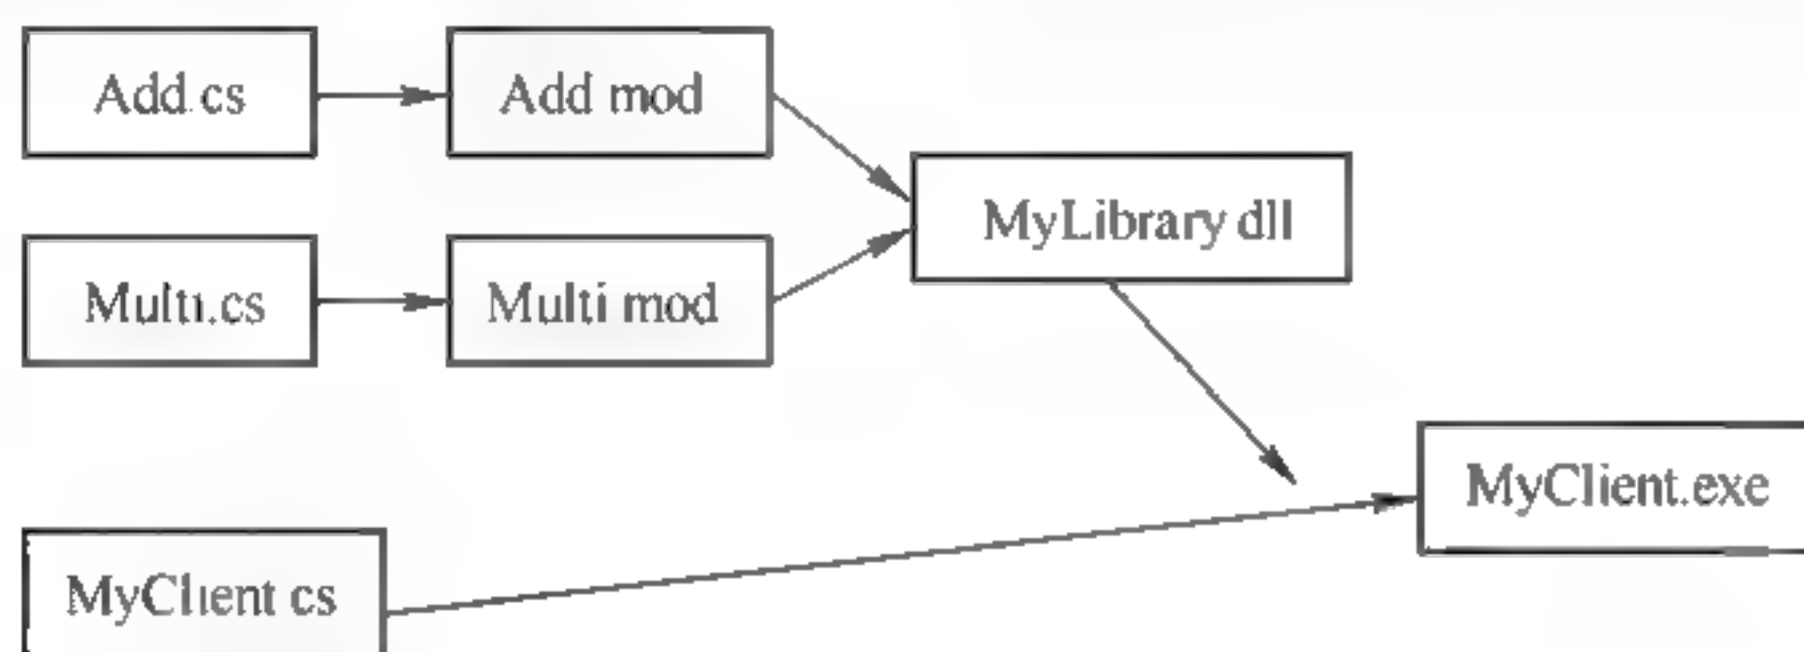 Add.cs
Add mod
MyLibrary dll
Multi.cs
Multi mod
MyClient.exe
MyClient cs